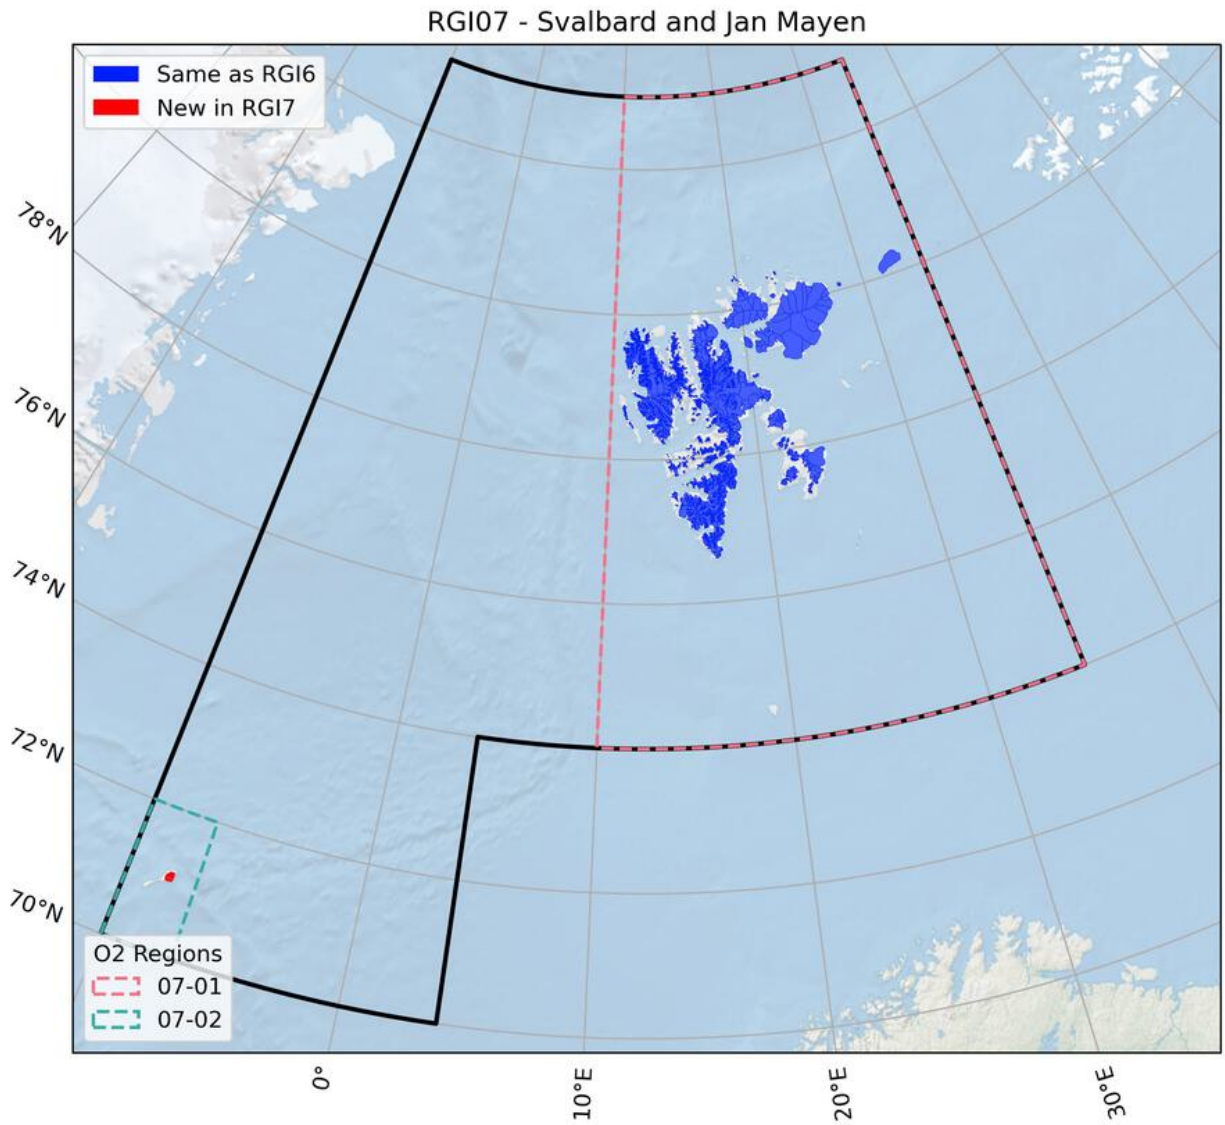 RGI07 - Svalbard and Jan Mayen
Same as RGI6
New in RGI7
78°N
76°N
74°N
72°N
70°N
O2 Regions
07-01
07-02
0°
10°E
20°E
30°E